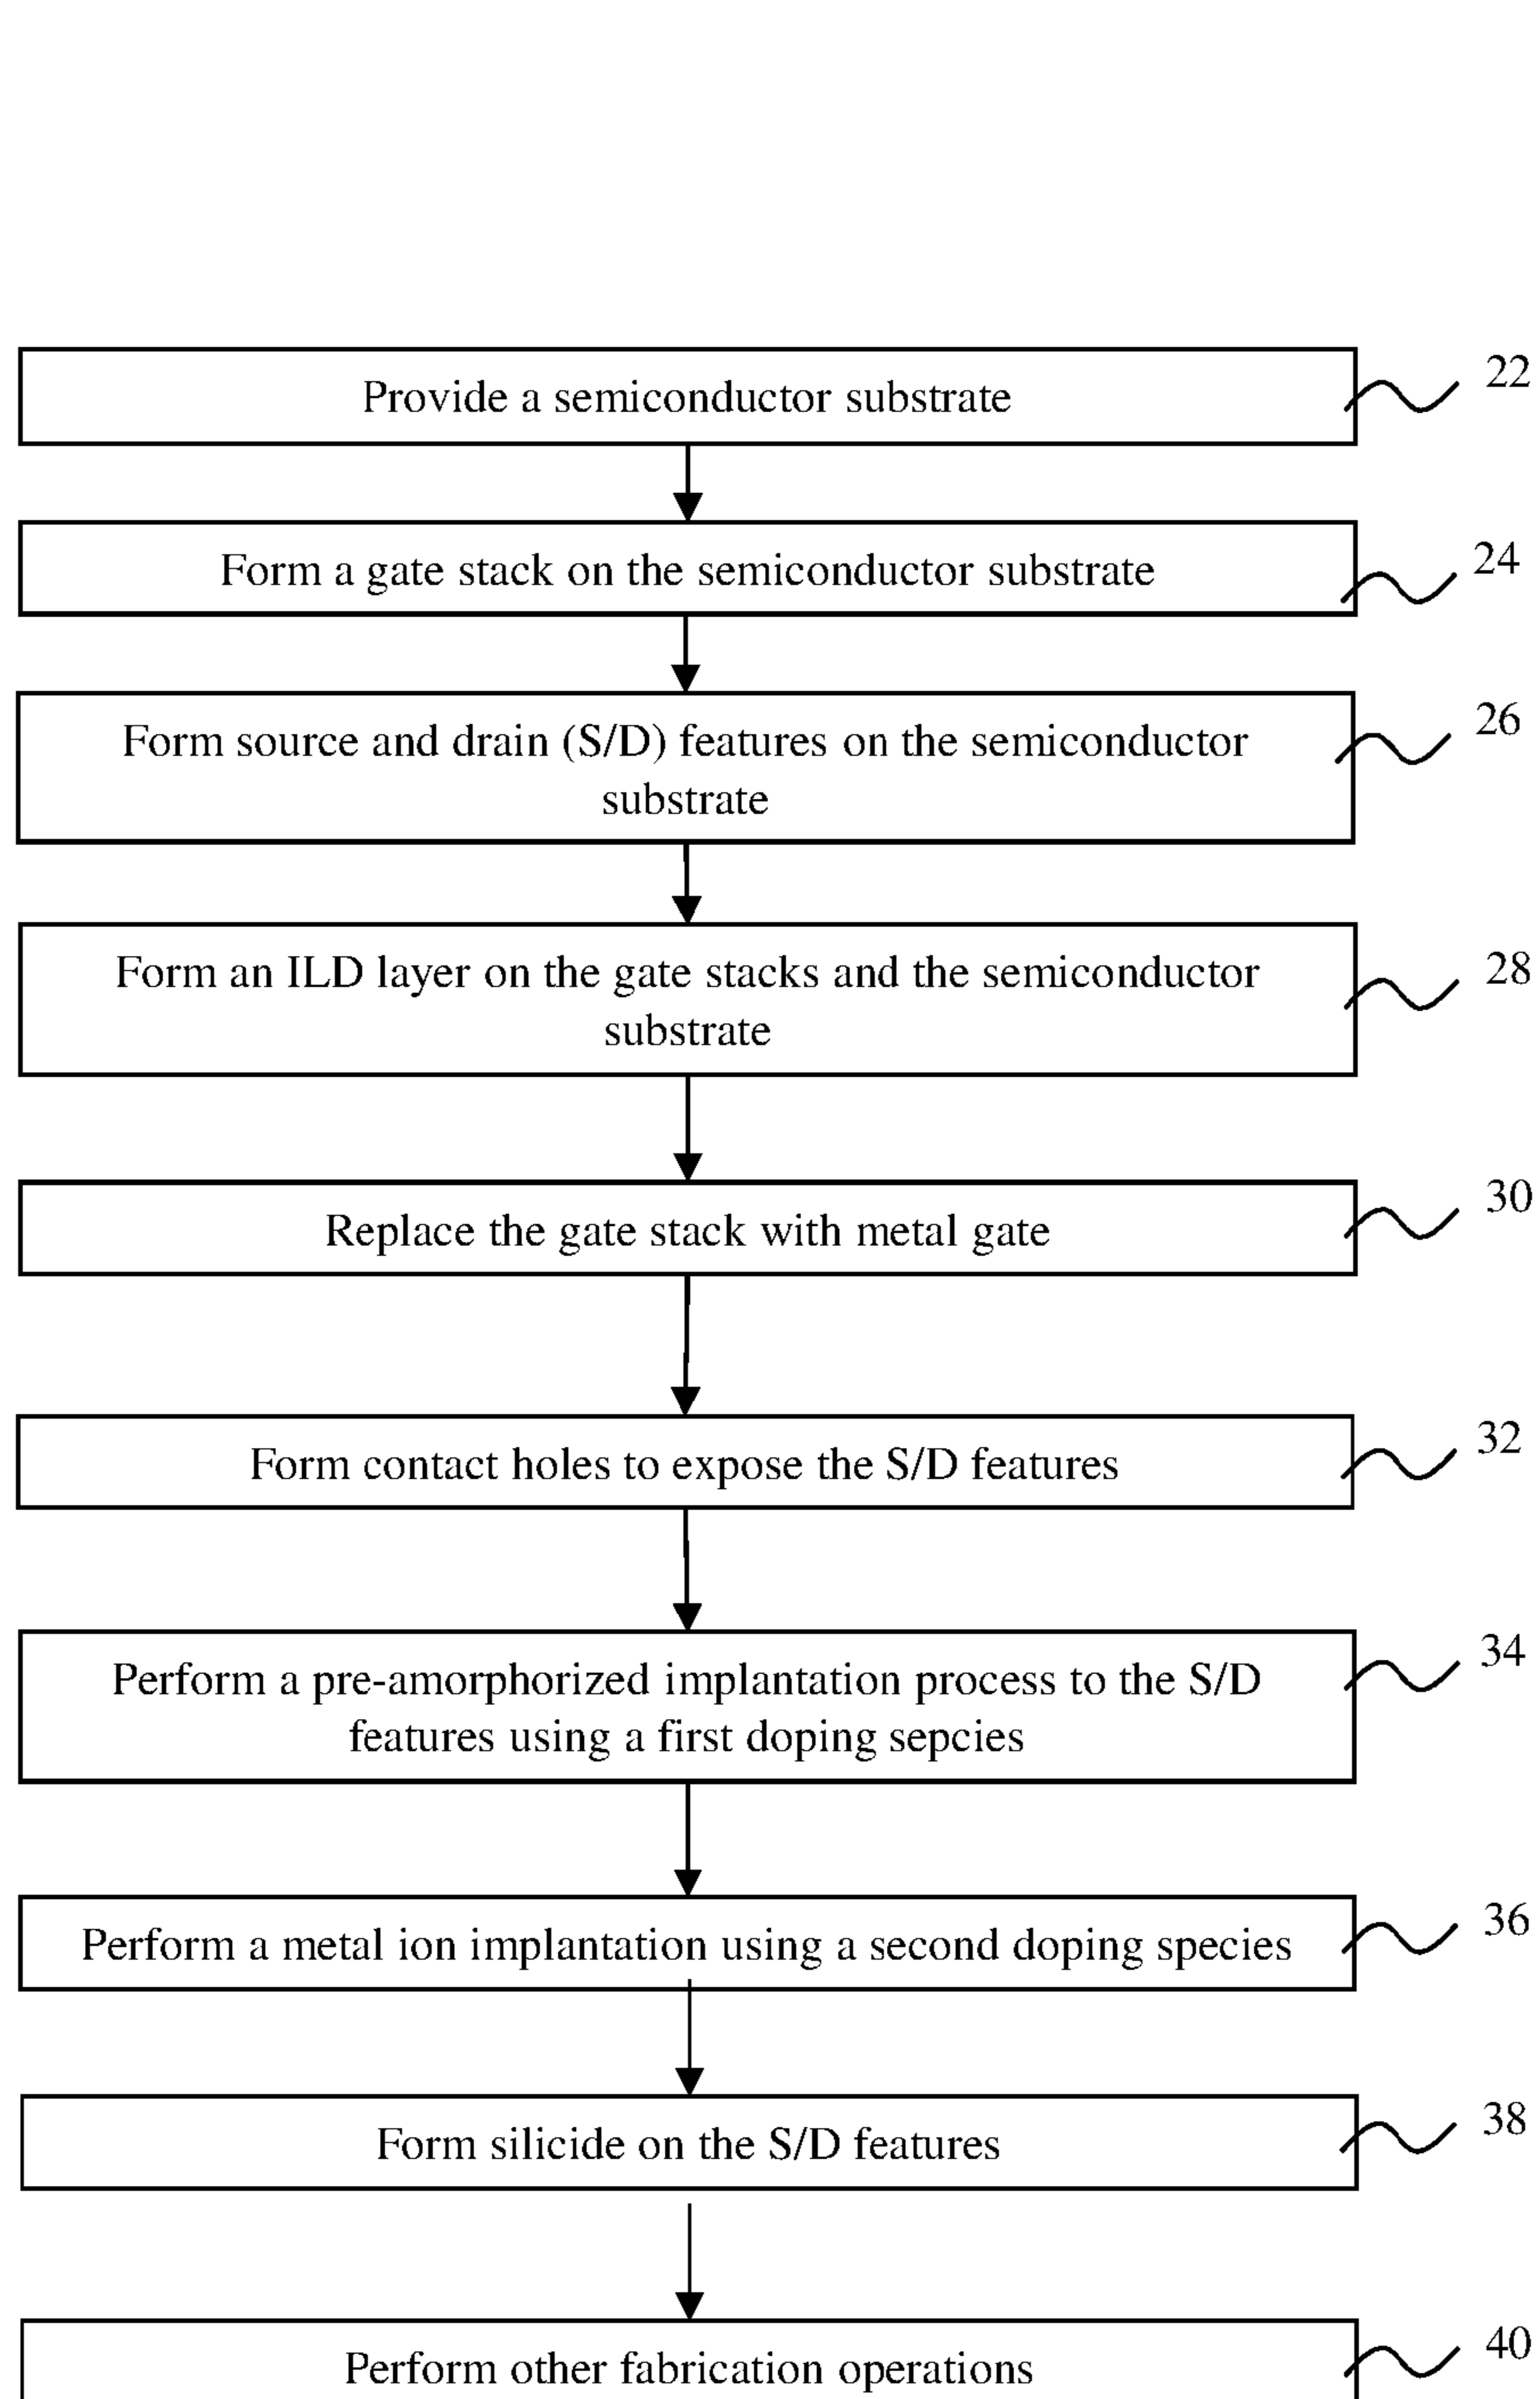 Provide a semiconductor substrate
22
Form a gate stack on the semiconductor substrate
24
Form source and drain (S/D) features on the semiconductor
substrate
26
Form an ILD layer on the gate stacks and the semiconductor
substrate
28
Replace the gate stack with metal gate
30
Form contact holes to expose the S/D features
32
Perform a pre-amorphorized implantation process to the S/D
features using a first doping sepcies
34
Perform a metal ion implantation using a second doping species
36
Form silicide on the S/D features
38
Perform other fabrication operations
40